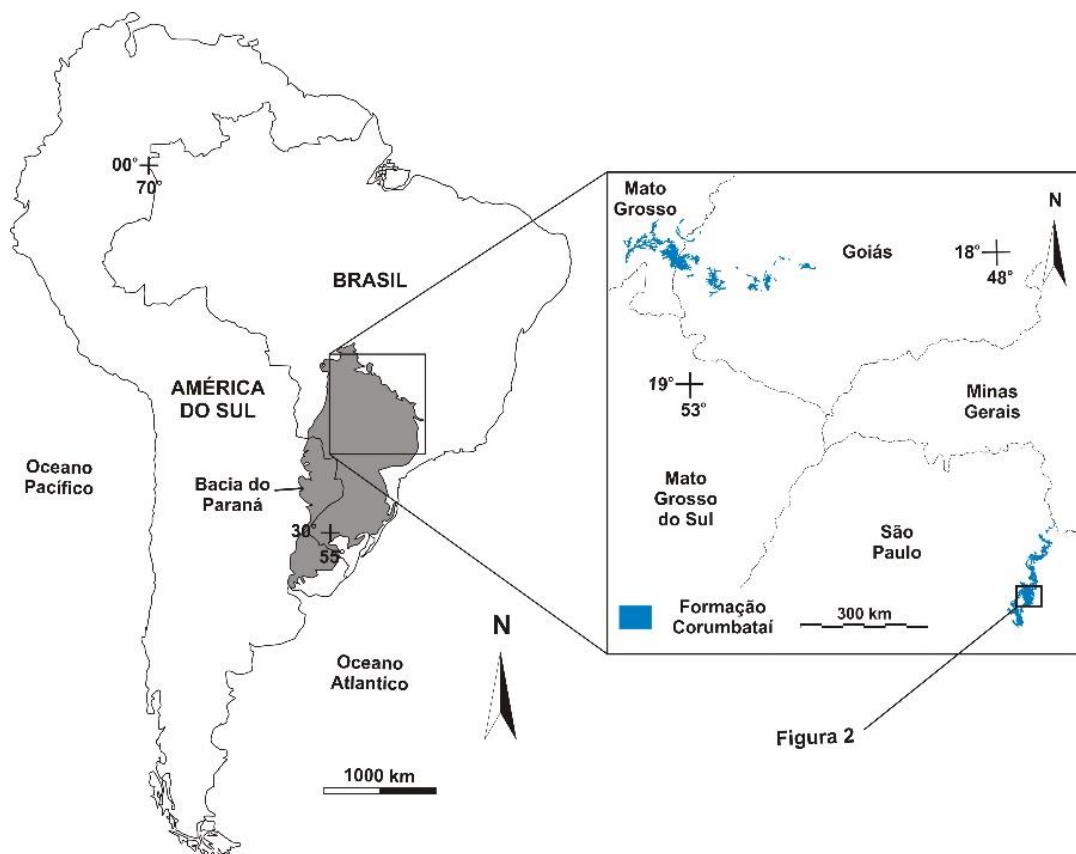 00°
70°
BRASIL
AMÉRICA
DO SUL
Oceano
Pacífico
Bacia do
Paraná
30°
55°
N
Oceano
Atlantico
1000 km
Mato
Grosso
Goiás
N
18°
48°
19°
53°
Minas
Gerais
Mato
Grosso
do Sul
São
Paulo
Formação
Corumbataí
300 km
Figura 2